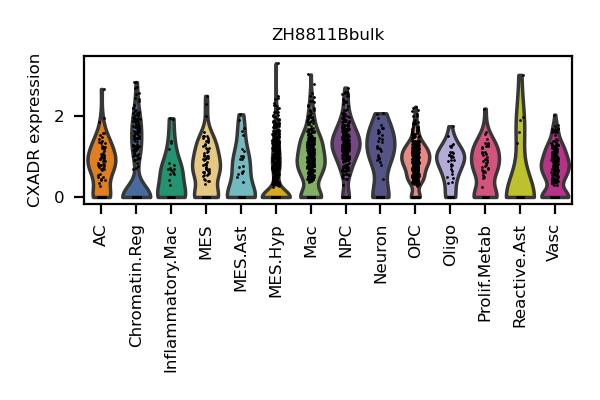 ZH8811Bbulk
CXADR expression
2
0
AC
Chromatin.Reg
Inflammatory.Mac
MES
MES.Ast
MES.Hyp
Mac
NPC
Neuron
OPC
Oligo
Prolif.Metab
Reactive.Ast
Vasc